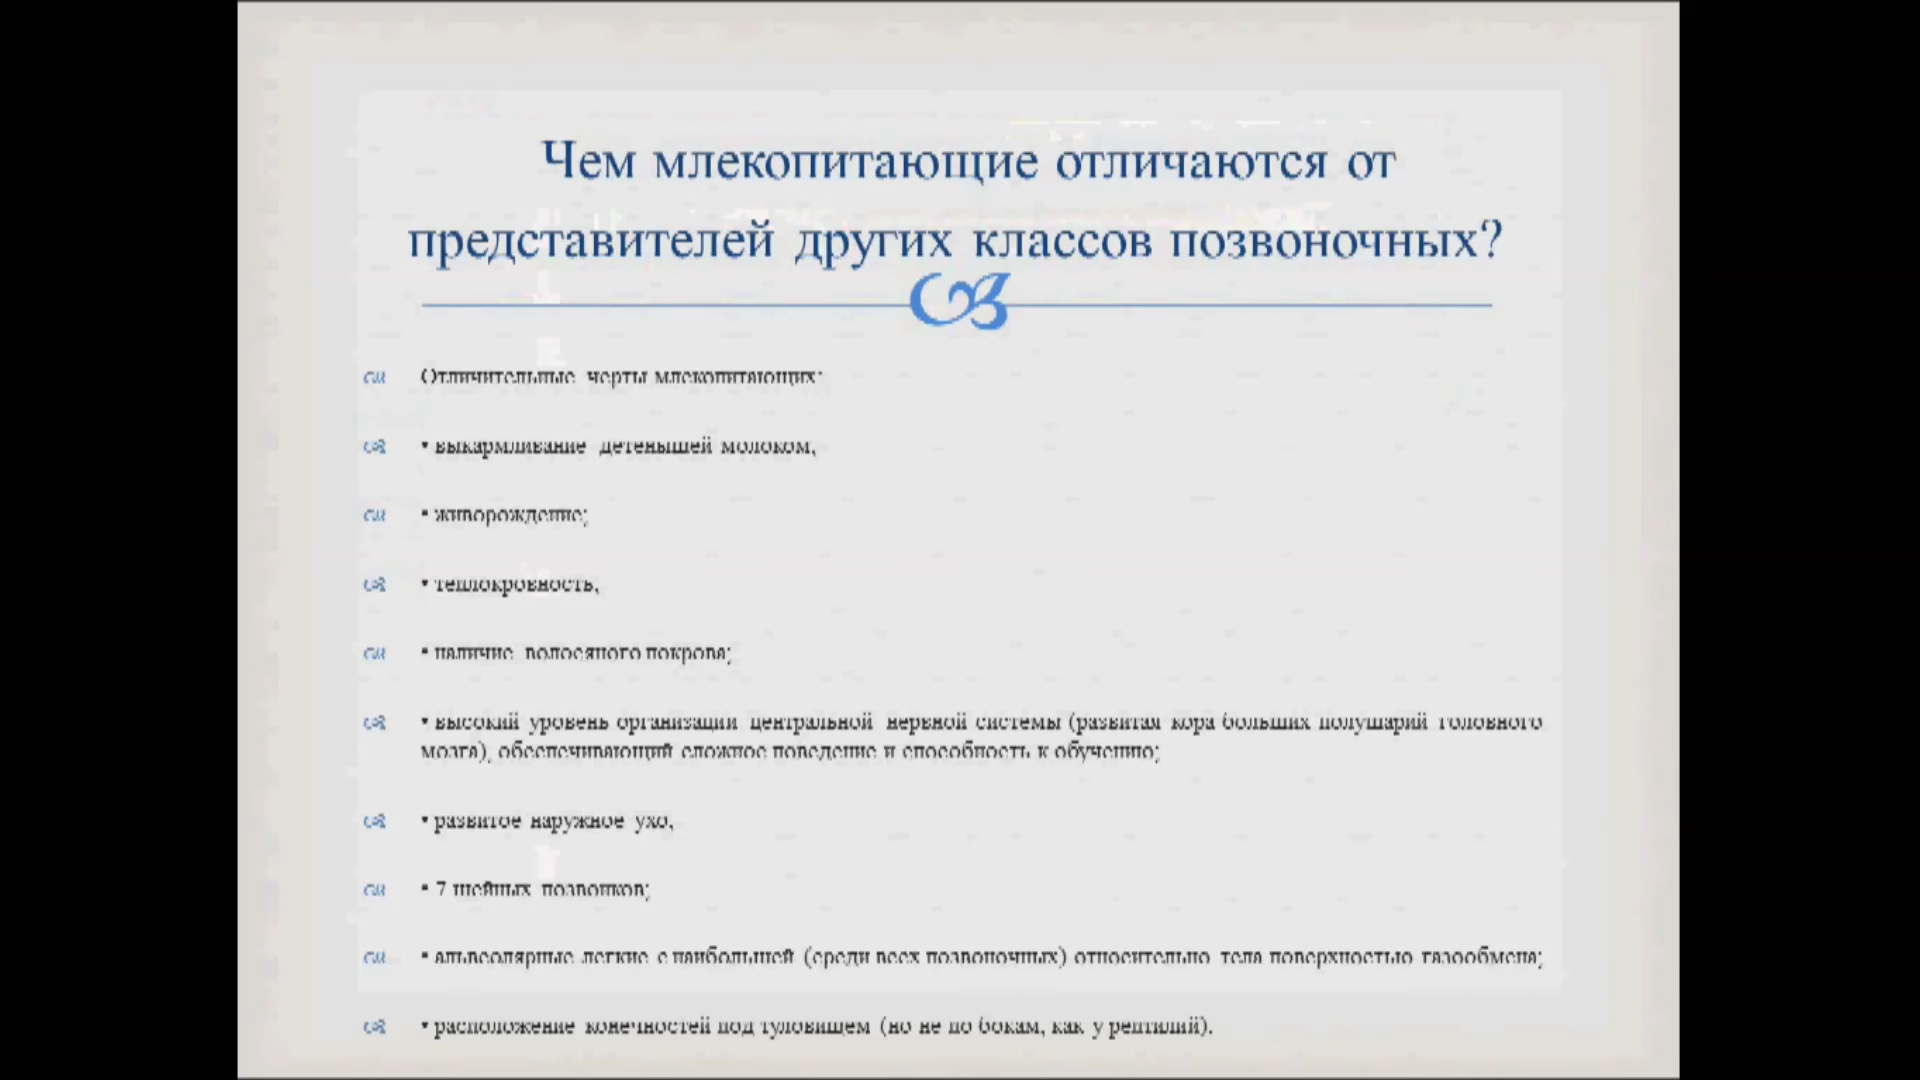 Чем млекопитающие отличаются от
представителей других классов позвоночных?
Отличительные черты млекопитающих:
• выкармливание детенышей молоком;
• живорождение;
• теплокровность;
• наличие волосяного покрова;
• высокий уровень организации центральной нервной системы (развитая кора больших полушарий головного
мозга), обеспечивающий сложное поведение и способность к обучению;
• развитое наружное ухо;
• 7 шейных позвонков;
• альвеолярные легкие с наибольшей (среди всех позвоночных) относительно тела поверхностью газообмена;
• расположение конечностей под туловищем (но не по бокам, как у рептилий).